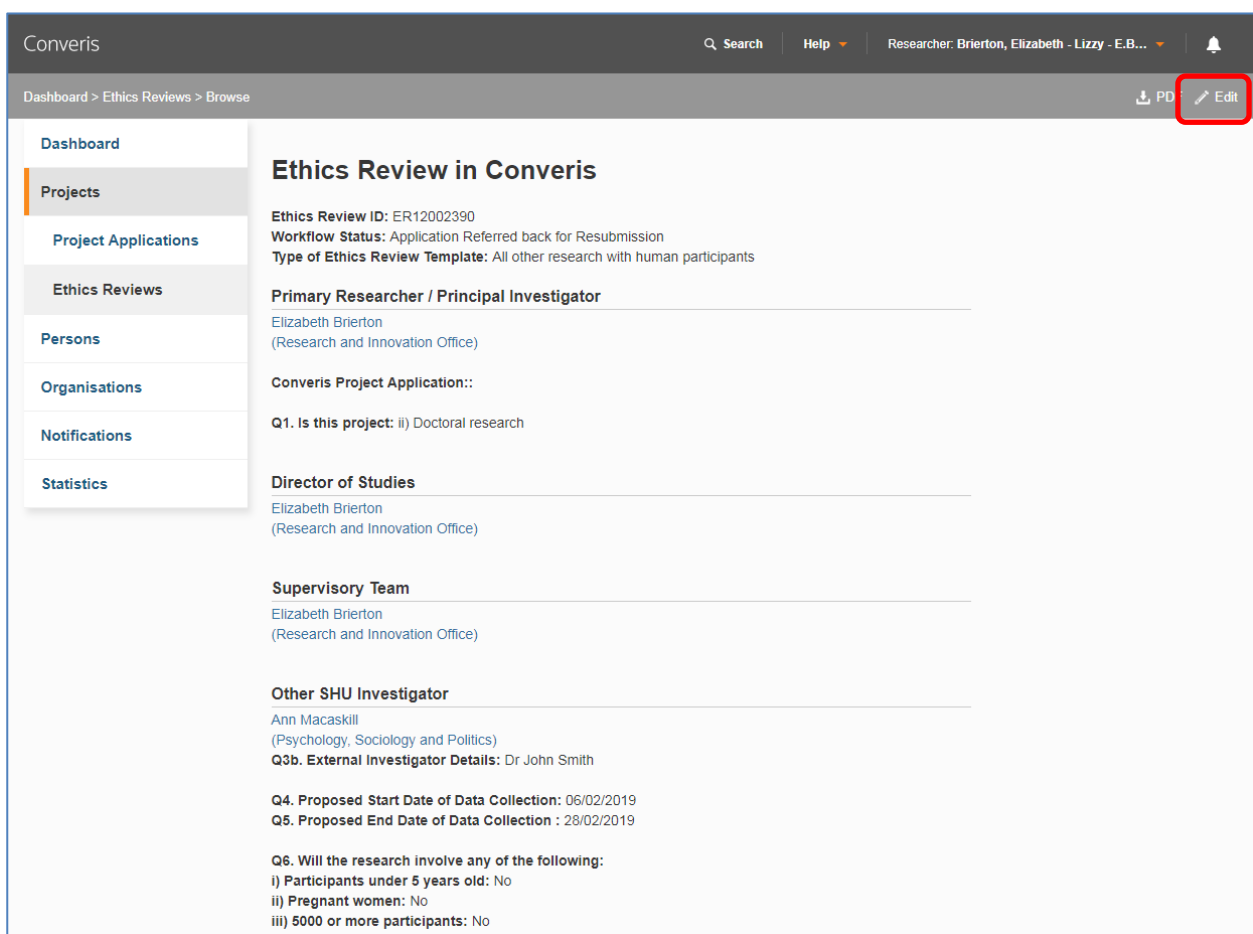 Converis
Search Help Researcher: Brierton, Elizabeth - Lizzy - E.B...
Dashboard > Ethics Reviews > Browse
PDF Edit
Dashboard
Projects
Project Applications
Ethics Reviews
Persons
Organisations
Notifications
Statistics
Ethics Review in Converis
Ethics Review ID: ER12002390
Workflow Status: Application Referred back for Resubmission
Type of Ethics Review Template: All other research with human participants
Primary Researcher / Principal Investigator
Elizabeth Brierton
(Research and Innovation Office)
Converis Project Application::
Q1. Is this project: ii) Doctoral research
Director of Studies
Elizabeth Brierton
(Research and Innovation Office)
Supervisory Team
Elizabeth Brierton
(Research and Innovation Office)
Other SHU Investigator
Ann Macaskill
(Psychology, Sociology and Politics)
Q3b. External Investigator Details: Dr John Smith
Q4. Proposed Start Date of Data Collection: 06/02/2019
Q5. Proposed End Date of Data Collection : 28/02/2019
Q6. Will the research involve any of the following:
i) Participants under 5 years old: No
ii) Pregnant women: No
iii) 5000 or more participants: No